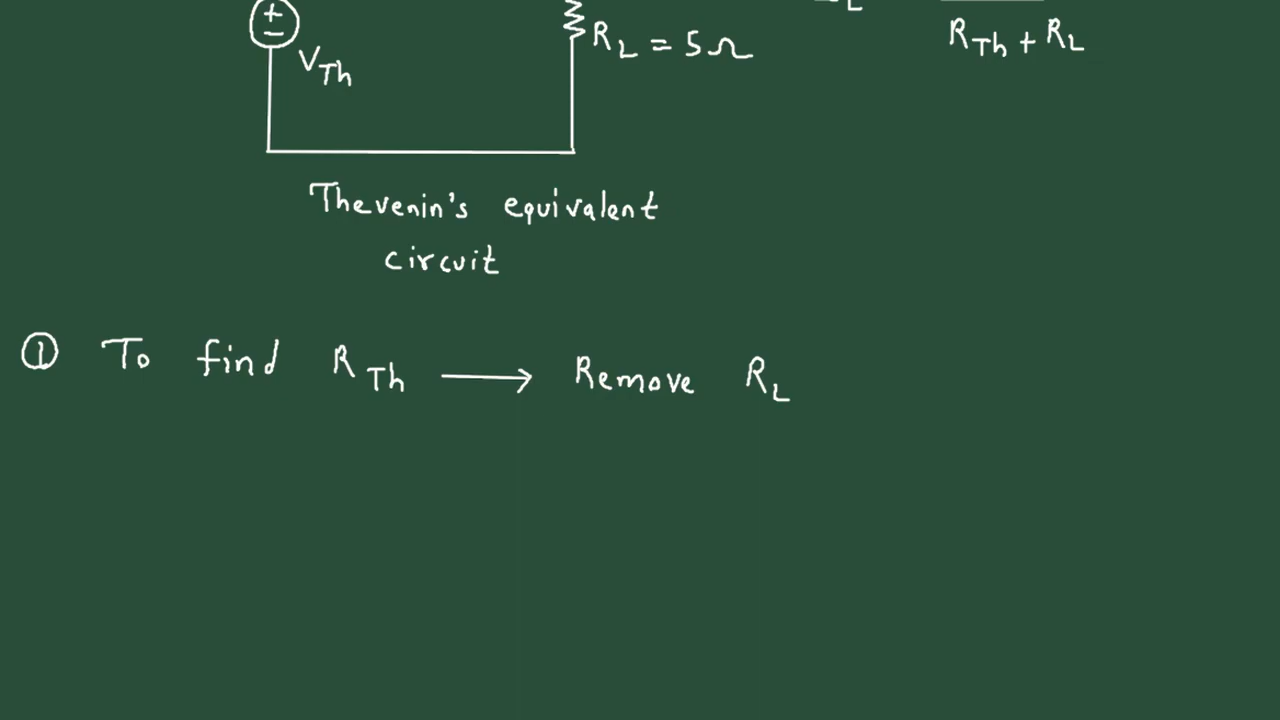 R_L = 5Ω
R_Th + R_L
V_Th
Thevenin's equivalent
circuit
① To find R_Th → Remove R_L